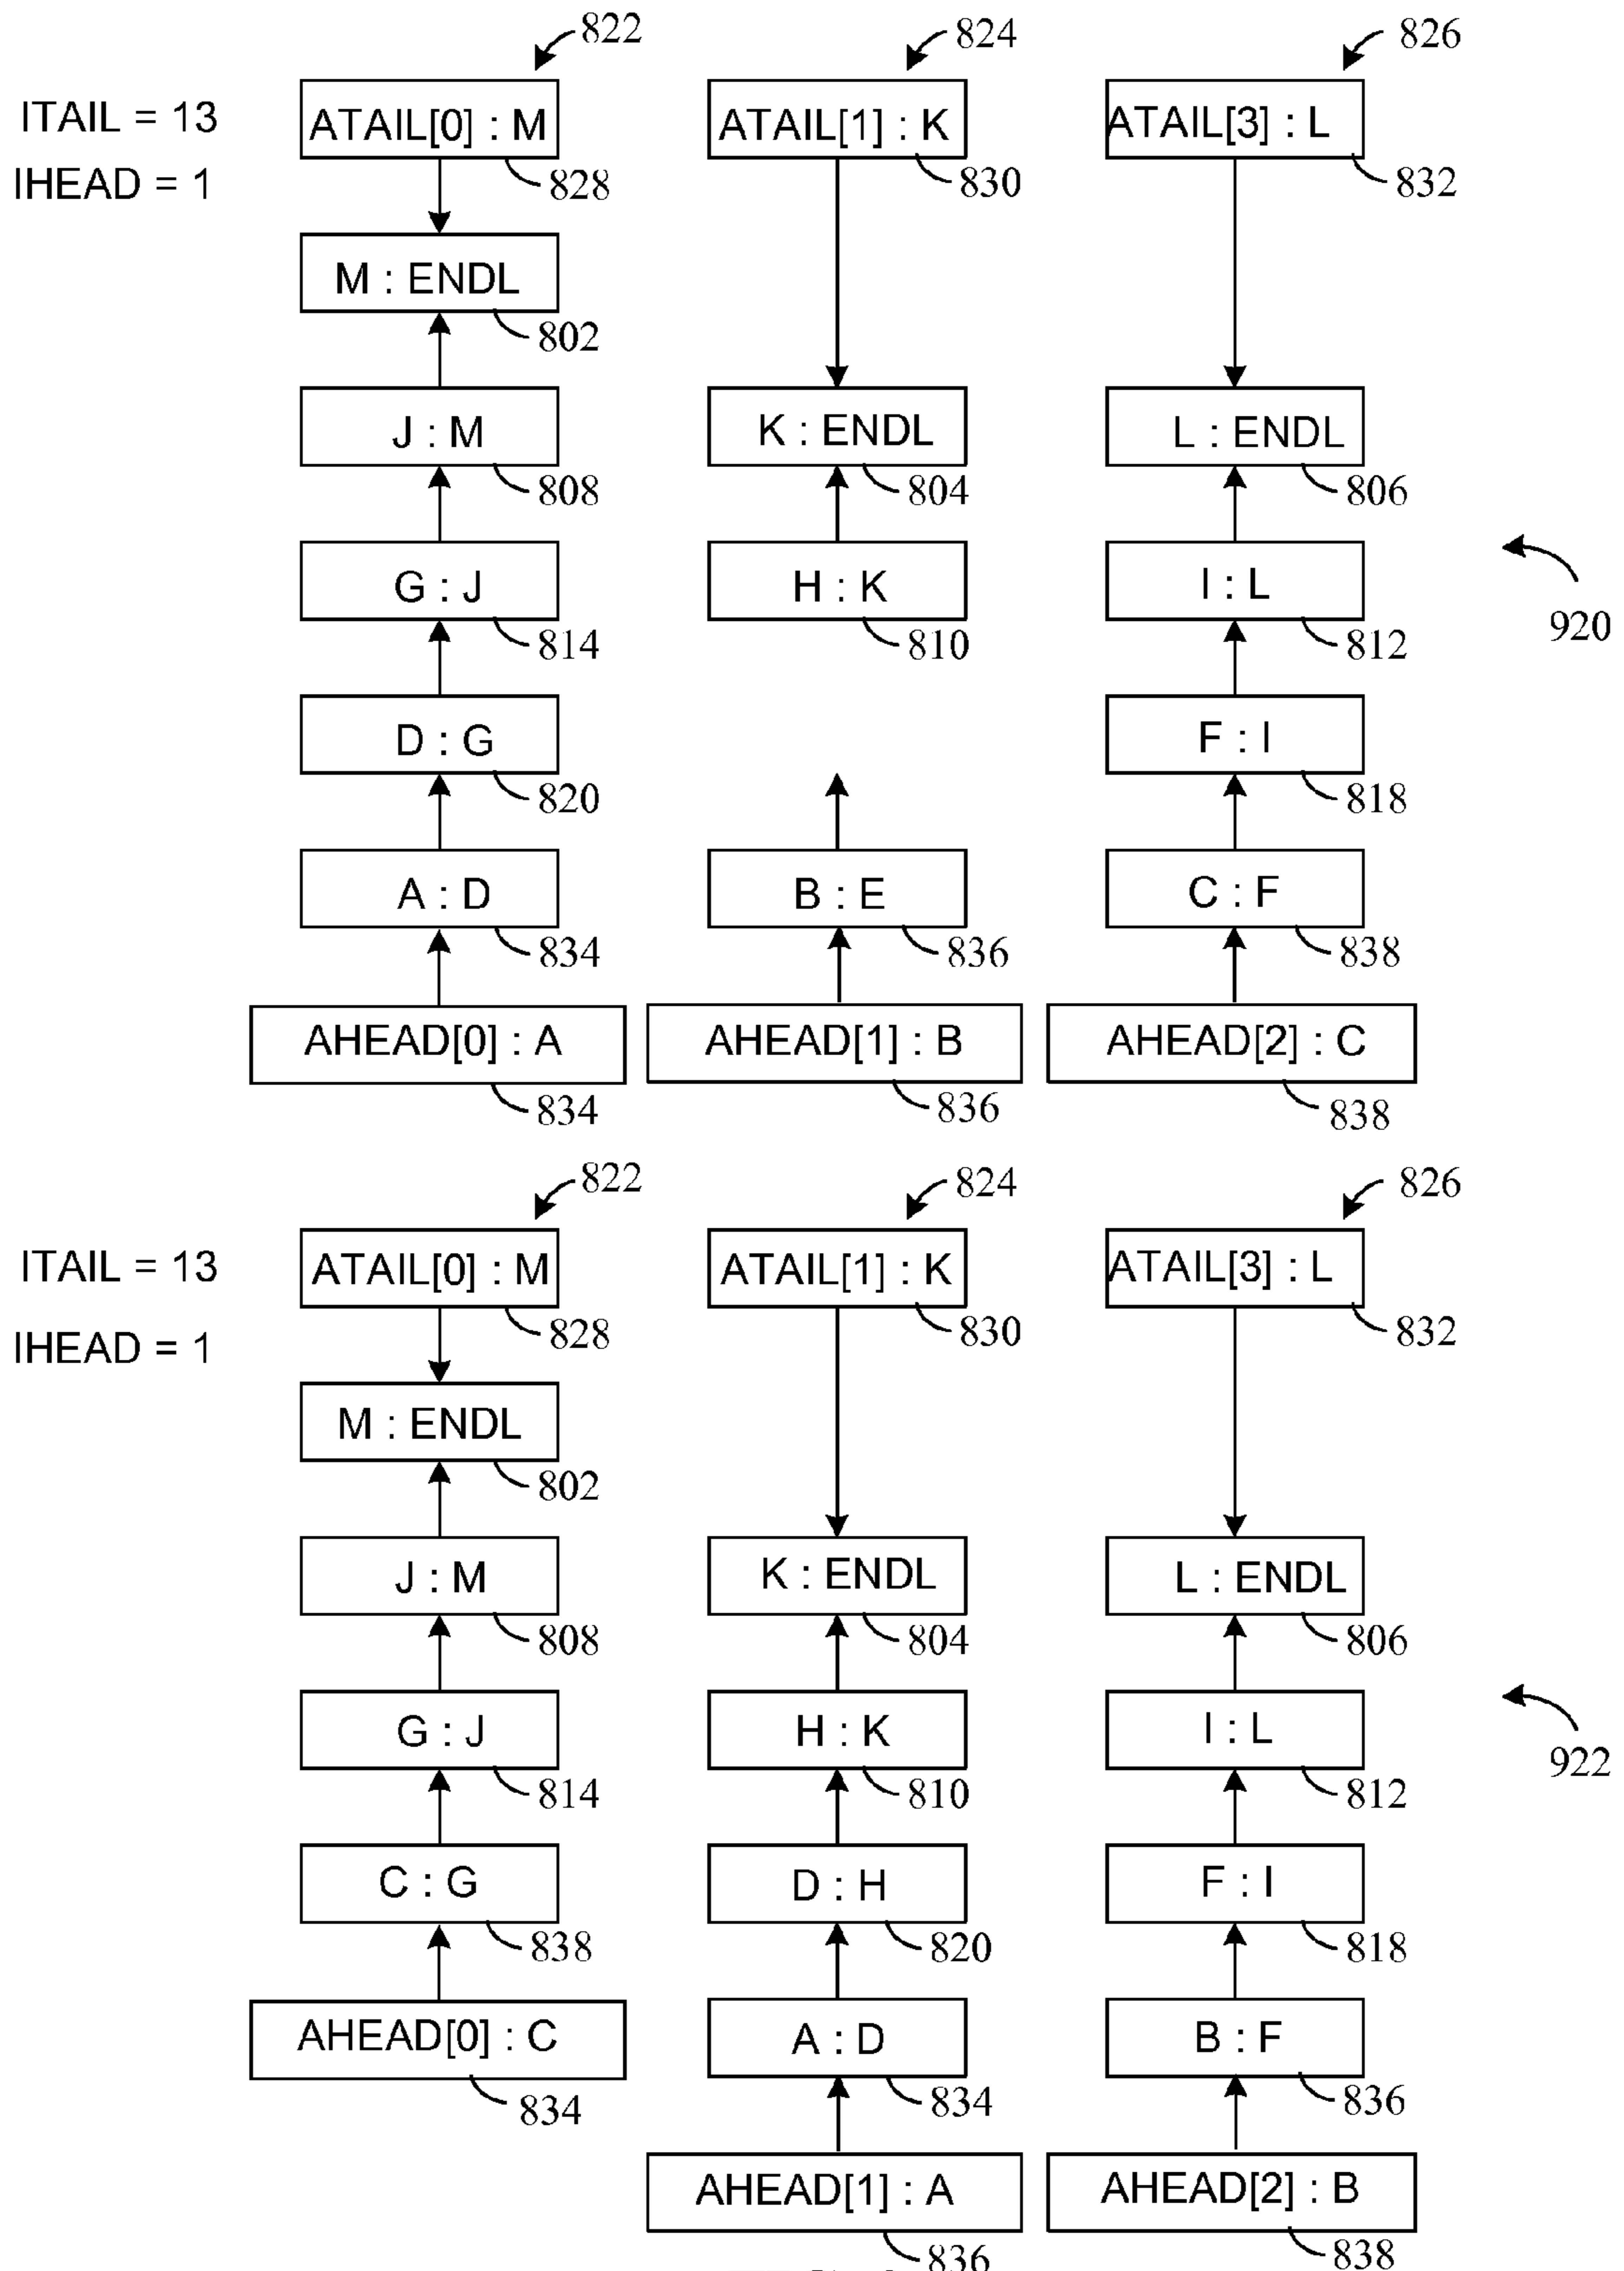 822
824
826
ITAIL = 13
ATAIL[0] : M
ATAIL[1] : K
ATAIL[3] : L
IHEAD = 1
828
830
832
M : ENDL
802
J : M
K : ENDL
L : ENDL
808
804
806
G : J
H : K
I : L
920
814
810
812
D : G
F : I
820
818
A : D
B : E
C : F
834
836
838
AHEAD[0] : A
AHEAD[1] : B
AHEAD[2] : C
834
836
838
822
824
826
ITAIL = 13
ATAIL[0] : M
ATAIL[1] : K
ATAIL[3] : L
IHEAD = 1
828
830
832
M : ENDL
802
J : M
K : ENDL
L : ENDL
808
804
806
G : J
H : K
I : L
922
814
810
812
C : G
D : H
F : I
838
820
818
AHEAD[0] : C
A : D
B : F
834
834
836
AHEAD[1] : A
AHEAD[2] : B
836
838